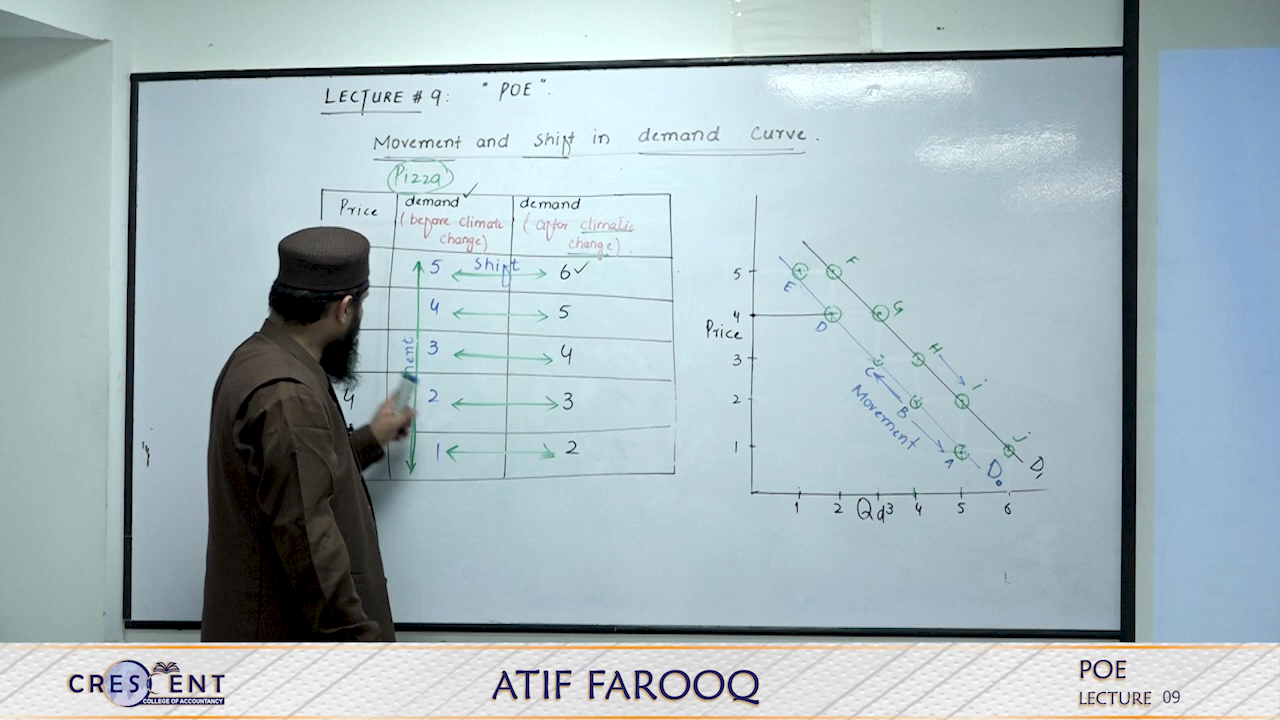 LECTURE # 9: " POE ".
Movement and Shift in demand Curve.
Pizza
Price demand ✓ demand
(before climate change) (after climatic change).
5 Shift 6 ✓
4 5
3 4
4 2 3
1 2
ment
5
4
Price
3
2
1
1 2 Qd 3 4 5 6
E F
D G
C H
B i
A j
Movement
D₀ D₁
CRESCENT
COLLEGE OF ACCOUNTANCY
ATIF FAROOQ
POE
LECTURE 09